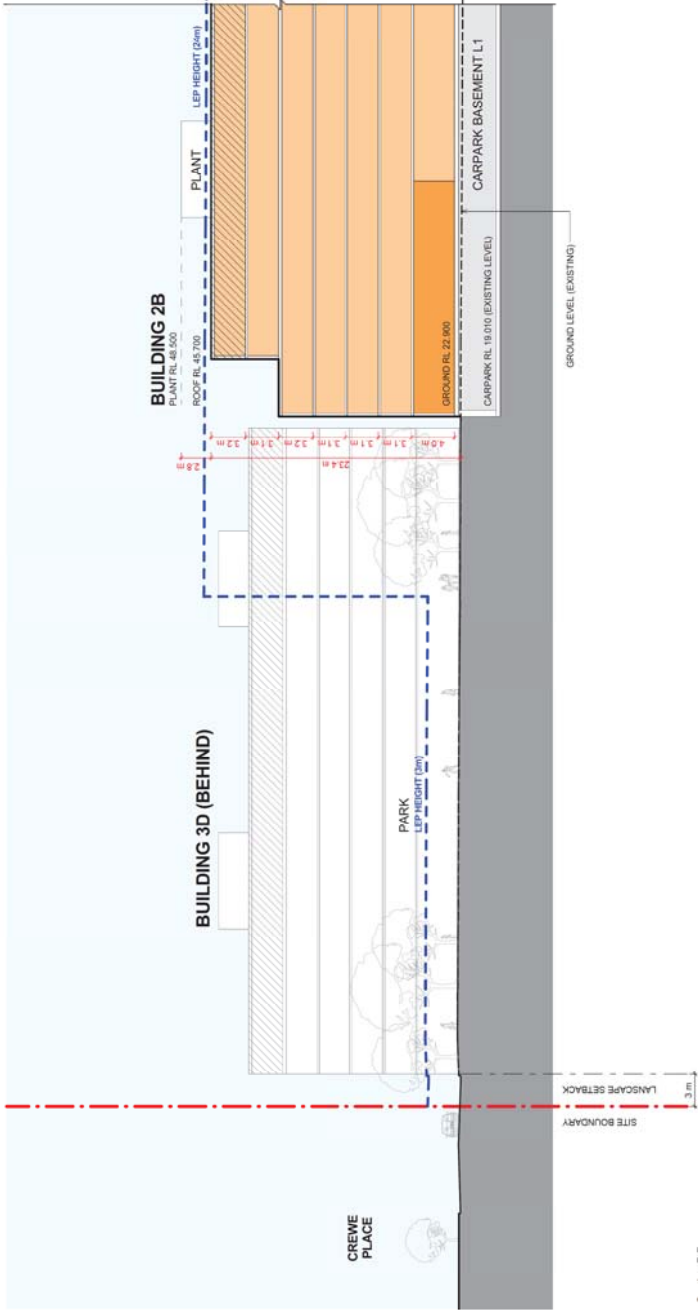 BUILDING 2B
PLANT RL 48.500
ROOF RL 45.700
PLANT
LEP HEIGHT (24m)
BUILDING 3D (BEHIND)
2.8 m
3.2 m
3.1 m
3.2 m
3.1 m
3.1 m
3.1 m
4.0 m
23.4 m
PARK
LEP HEIGHT (3m)
GROUND RL 22.900
CARPARK RL 19.010 (EXISTING LEVEL)
CARPARK BASEMENT L1
GROUND LEVEL (EXISTING)
CREWE
PLACE
SITE BOUNDARY
LANSCAPE SETBACK
3 m